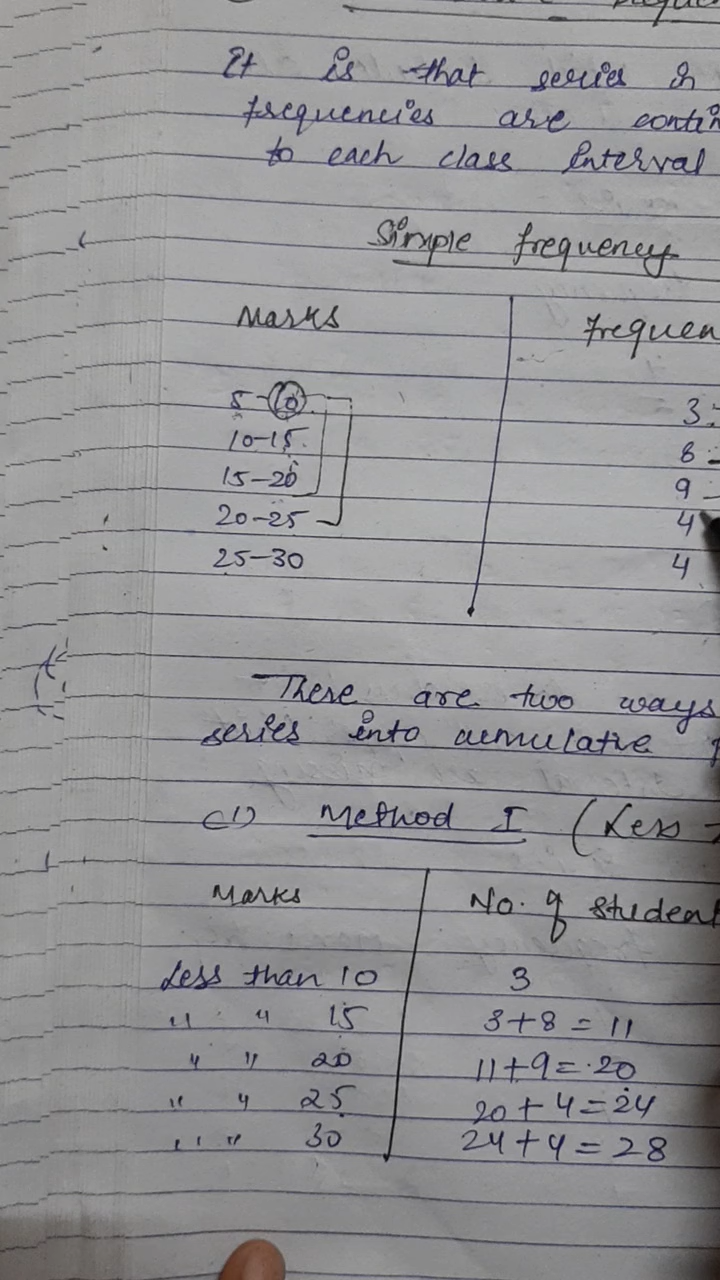 It is that series in
frequencies are contin
to each class interval
Simple frequency
Marks Frequen
5-10 3
10-15 8
15-20 9
20-25 4
25-30 4
There are two ways
series into cumulative
(1) Method I (Less
Marks No. of student
Less than 10 3
" " 15 3+8=11
" " 20 11+9=20
" " 25 20+4=24
" " 30 24+4=28